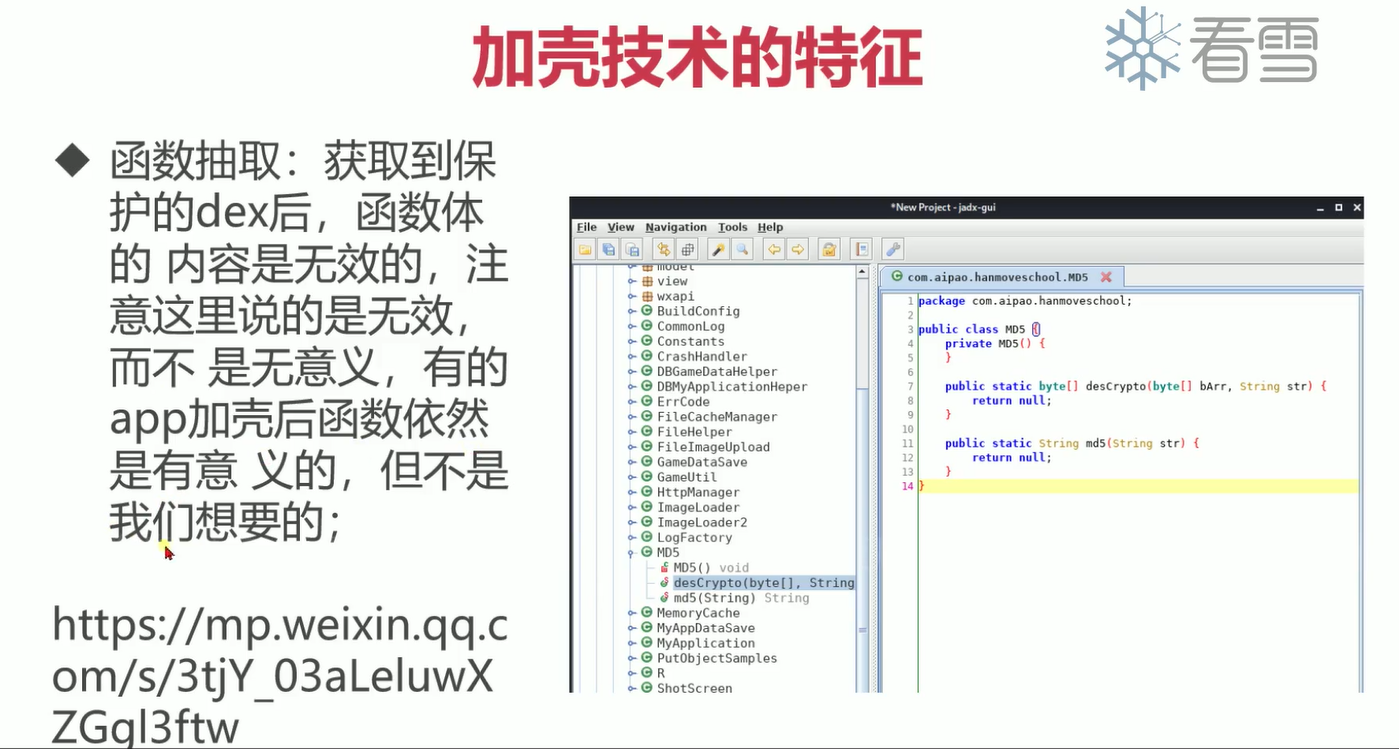 加壳技术的特征
看雪
◆ 函数抽取：获取到保
护的dex后，函数体
的 内容是无效的，注
意这里说的是无效，
而不 是无意义，有的
app加壳后函数依然
是有意 义的，但不是
我们想要的；
https://mp.weixin.qq.c
om/s/3tjY_03aLeluwX
ZGgl3ftw
*New Project - jadx-gui
File View Navigation Tools Help
model
view
wxapi
BuildConfig
CommonLog
Constants
CrashHandler
DBGameDataHelper
DBMyApplicationHeper
ErrCode
FileCacheManager
FileHelper
FileImageUpload
GameDataSave
GameUtil
HttpManager
ImageLoader
ImageLoader2
LogFactory
MD5
MD5() void
desCrypto(byte[], String
md5(String) String
MemoryCache
MyAppDataSave
MyApplication
PutObjectSamples
R
ShotScreen
com.aipao.hanmoveschool.MD5
1 package com.aipao.hanmoveschool;
2
3 public class MD5 {
4 private MD5() {
5 }
6
7 public static byte[] desCrypto(byte[] bArr, String str) {
8 return null;
9 }
10
11 public static String md5(String str) {
12 return null;
13 }
14 }